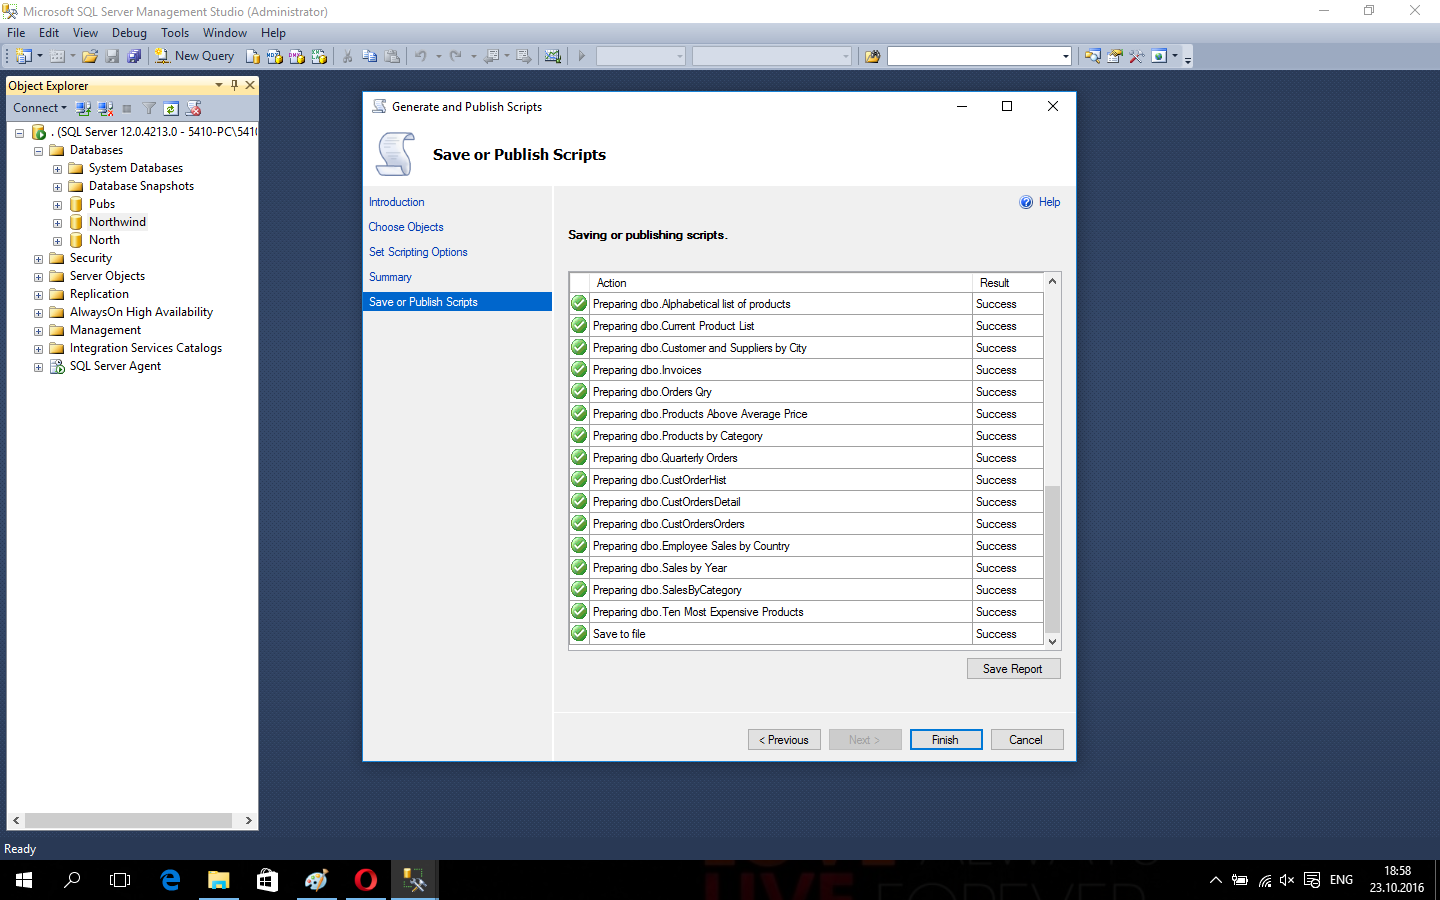 Microsoft SQL Server Management Studio (Administrator)
File Edit View Debug Tools Window Help
New Query
Object Explorer
Connect
. (SQL Server 12.0.4213.0 - 5410-PC\541
Databases
System Databases
Database Snapshots
Pubs
Northwind
North
Security
Server Objects
Replication
AlwaysOn High Availability
Management
Integration Services Catalogs
SQL Server Agent
Generate and Publish Scripts
Save or Publish Scripts
Introduction
Choose Objects
Set Scripting Options
Summary
Save or Publish Scripts
Help
Saving or publishing scripts.
Action Result
Preparing dbo.Alphabetical list of products Success
Preparing dbo.Current Product List Success
Preparing dbo.Customer and Suppliers by City Success
Preparing dbo.Invoices Success
Preparing dbo.Orders Qry Success
Preparing dbo.Products Above Average Price Success
Preparing dbo.Products by Category Success
Preparing dbo.Quarterly Orders Success
Preparing dbo.CustOrderHist Success
Preparing dbo.CustOrdersDetail Success
Preparing dbo.CustOrdersOrders Success
Preparing dbo.Employee Sales by Country Success
Preparing dbo.Sales by Year Success
Preparing dbo.SalesByCategory Success
Preparing dbo.Ten Most Expensive Products Success
Save to file Success
Save Report
< Previous Next > Finish Cancel
Ready
ENG
18:58
23.10.2016